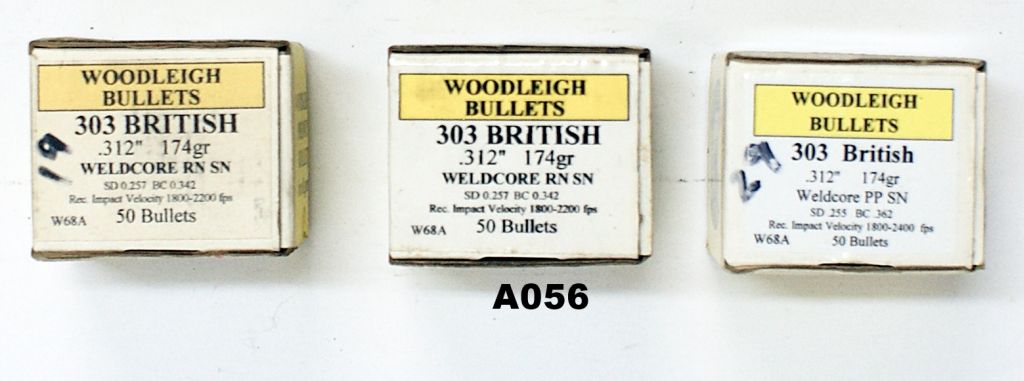 WOODLEIGH
BULLETS
303 BRITISH
.312" 174gr
WELDCORE RN SN
SD 0.257 BC 0.342
Rec. Impact Velocity 1800-2200 fps
W68A 50 Bullets
19
WOODLEIGH
BULLETS
303 BRITISH
.312" 174gr
WELDCORE RN SN
SD 0.257 BC 0.342
Rec. Impact Velocity 1800-2200 fps
W68A 50 Bullets
WOODLEIGH
BULLETS
303 British
.312" 174gr
Weldcore PP SN
SD .255 BC .362
Rec. Impact Velocity 1800-2400 fps
W68A 50 Bullets
A056